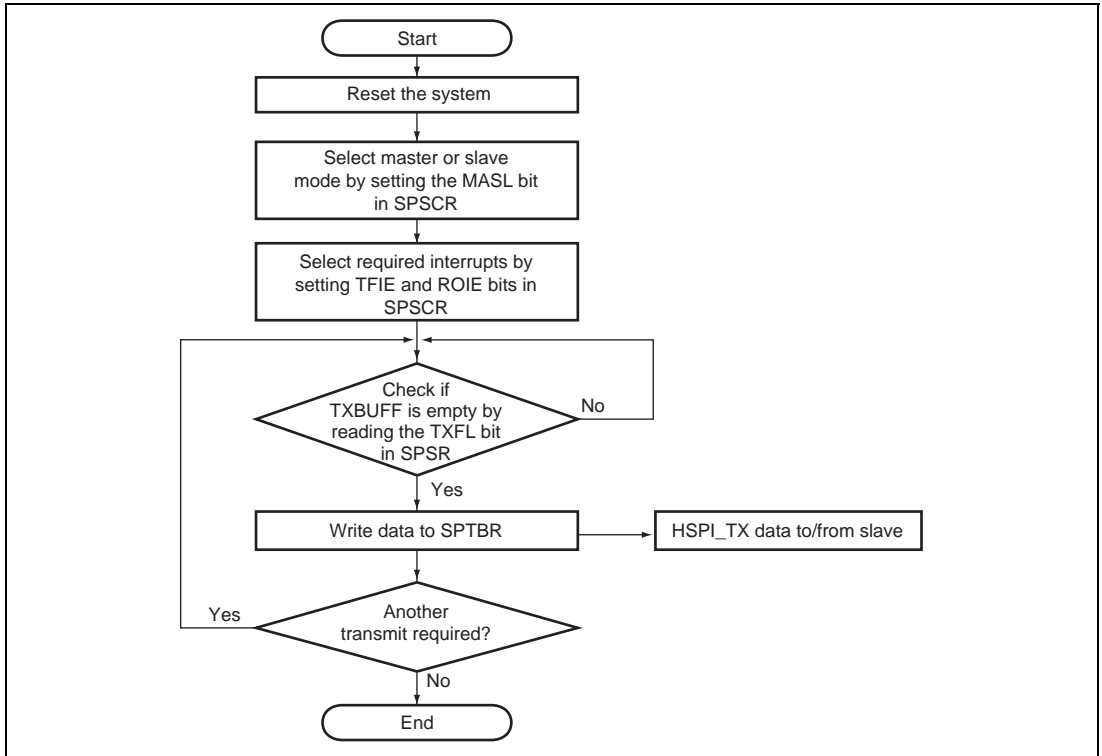 Start
Reset the system
Select master or slave
mode by setting the MASL bit
in SPSCR
Select required interrupts by
setting TFIE and ROIE bits in
SPSCR
Check if
TXBUFF is empty by
reading the TXFL bit
in SPSR
No
Yes
Write data to SPTBR
HSPI_TX data to/from slave
Yes
Another
transmit required?
No
End